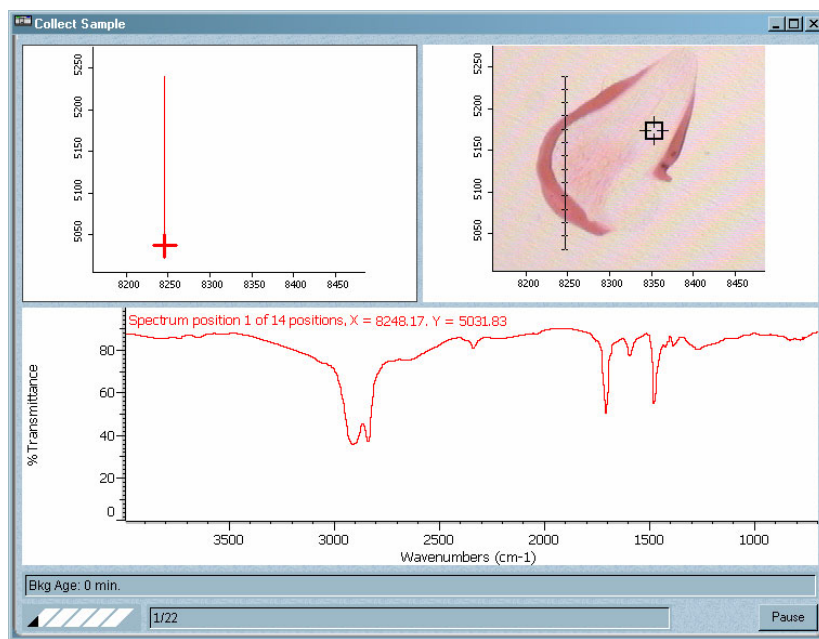 Collect Sample
5250
5200
5150
5100
5050
8200 8250 8300 8350 8400 8450
5250
5200
5150
5100
5050
8200 8250 8300 8350 8400 8450
Spectrum position 1 of 14 positions, X = 8248.17, Y = 5031.83
80
60
40
20
0
%Transmittance
3500 3000 2500 2000 1500 1000
Wavenumbers (cm-1)
Bkg Age: 0 min.
1/22
Pause